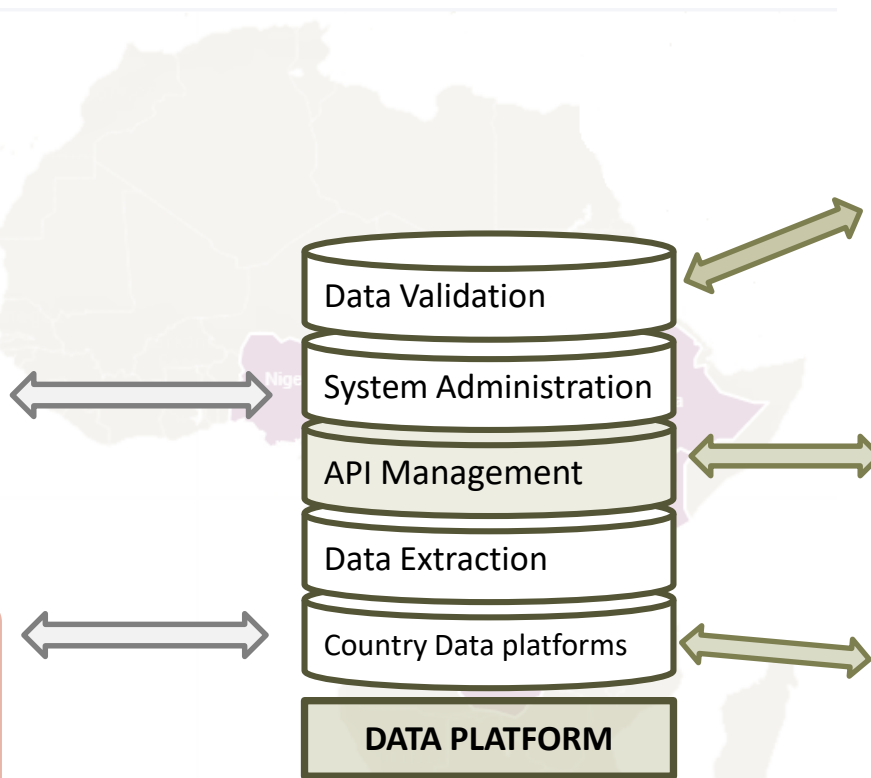 Data Validation
System Administration
API Management
Data Extraction
Country Data platforms
DATA PLATFORM